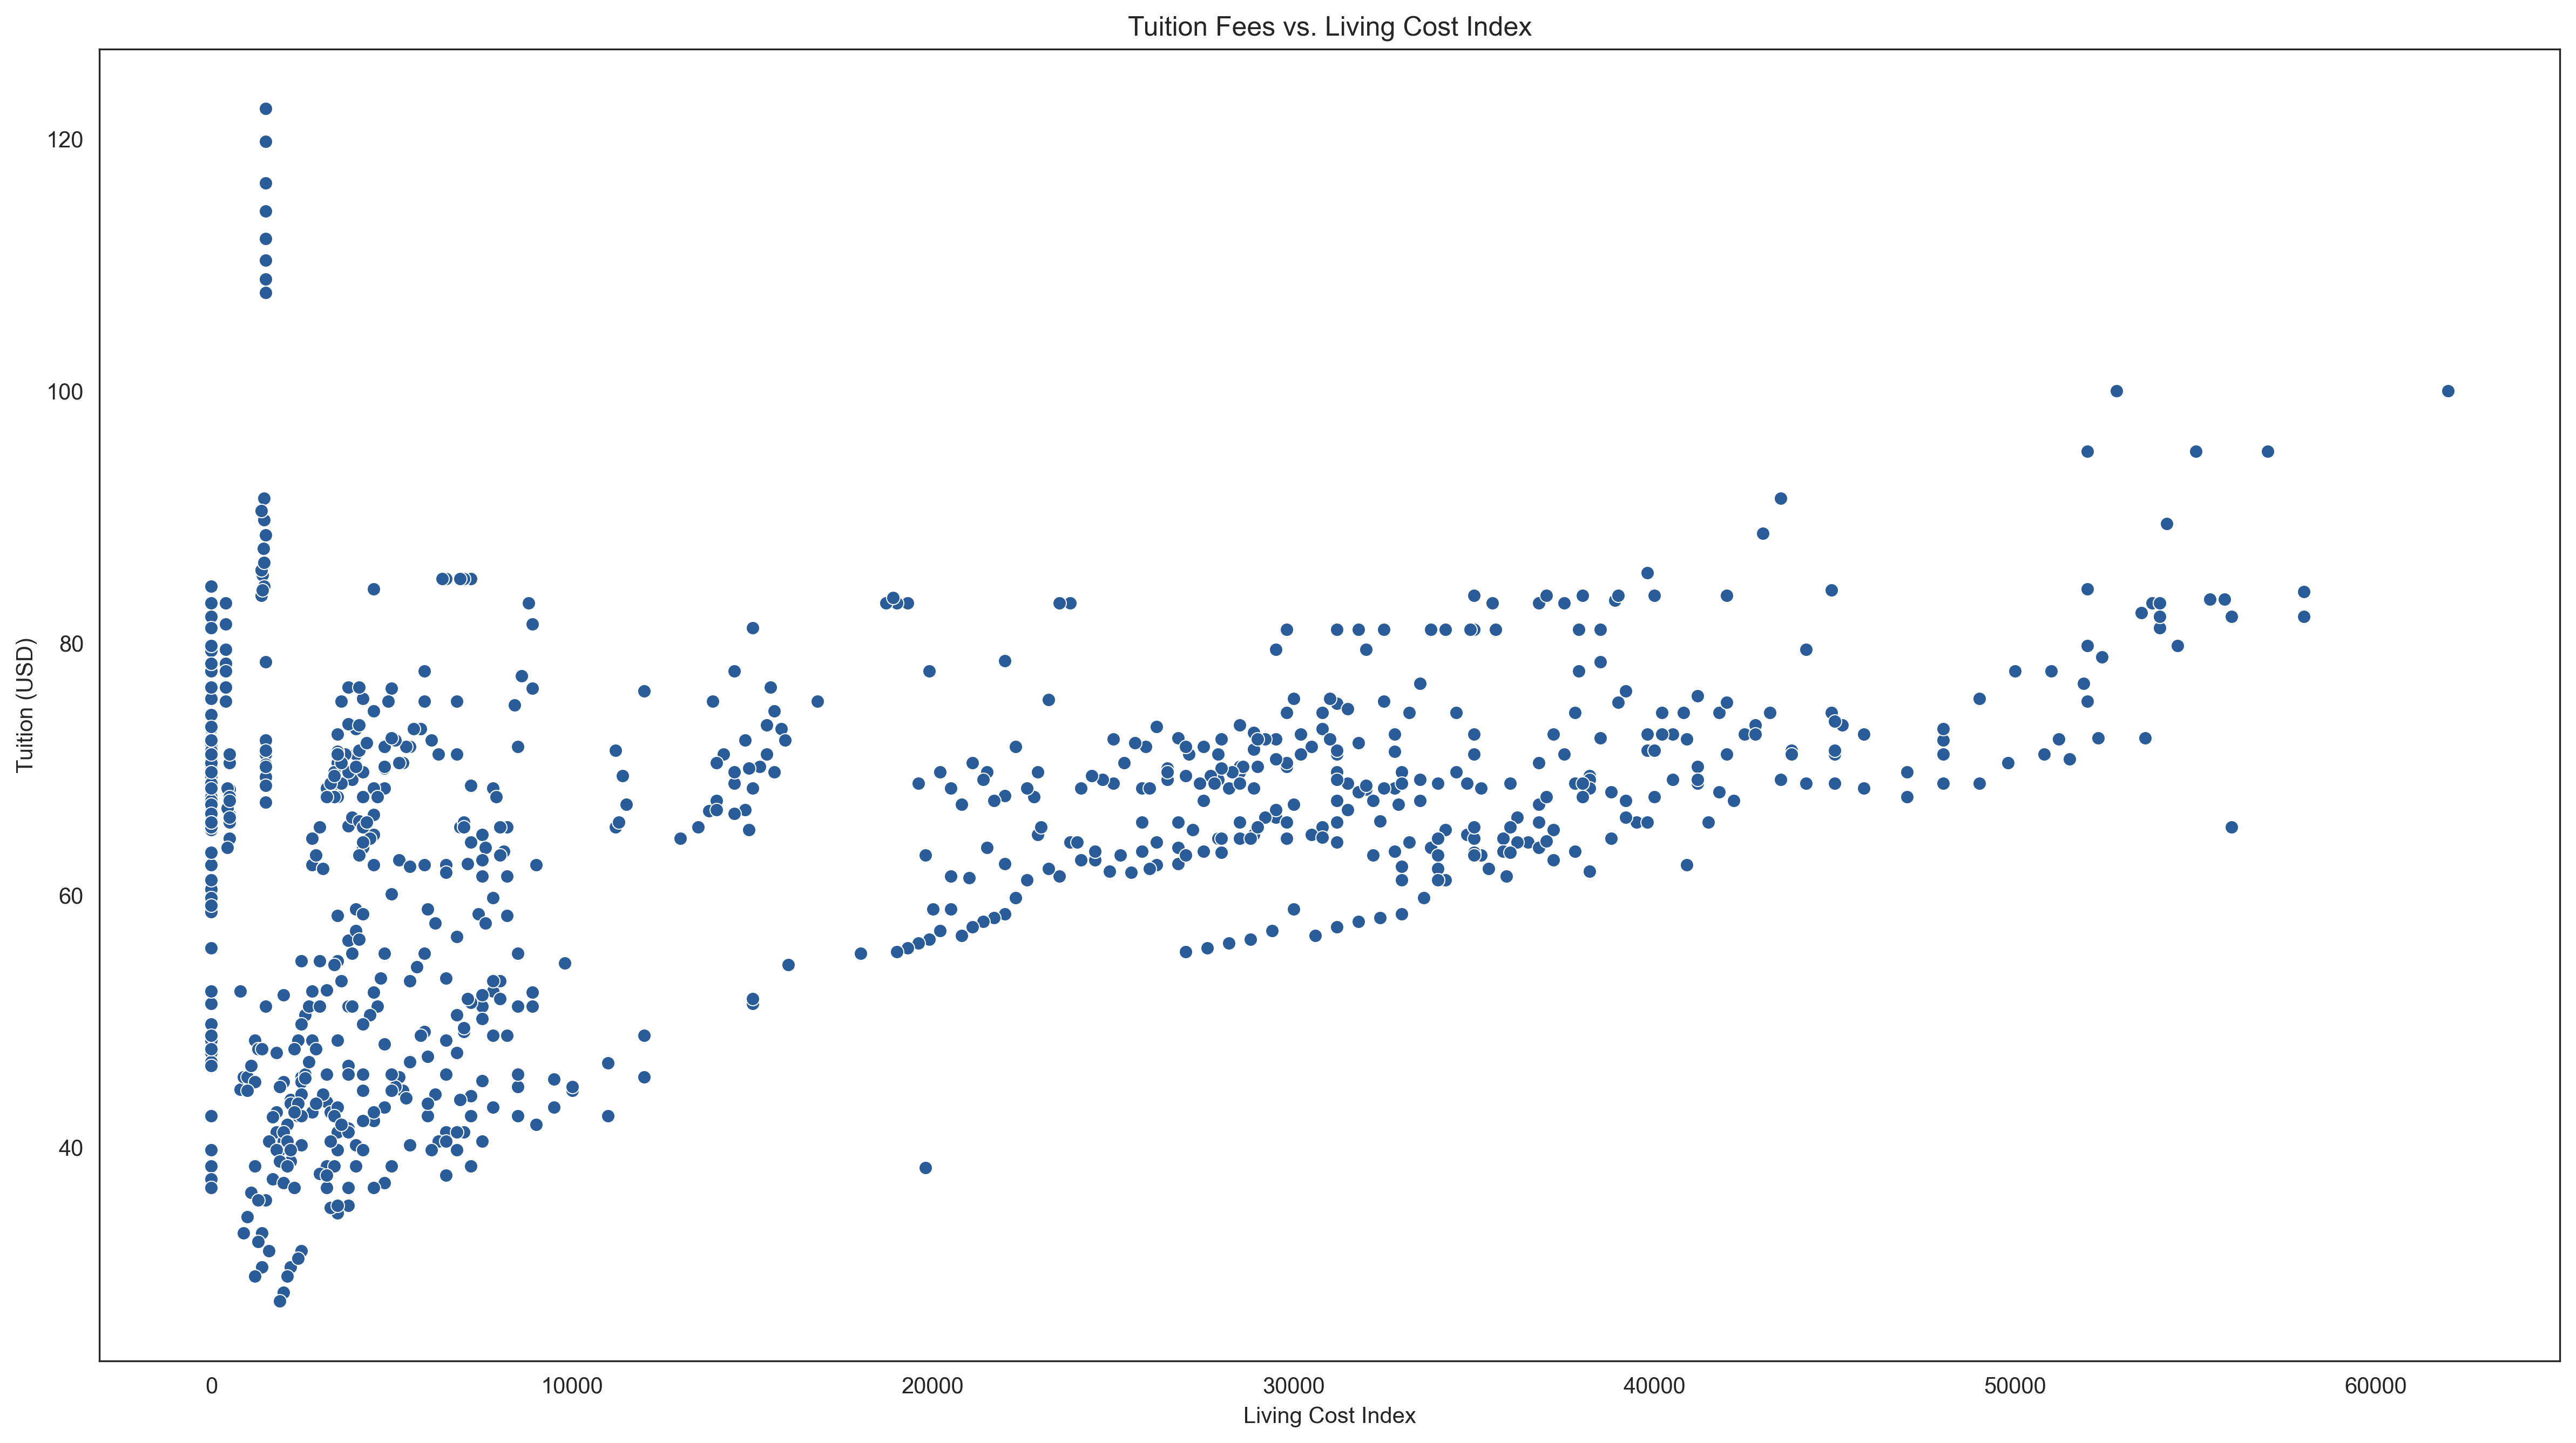 Tuition Fees vs. Living Cost Index
120
100
80
60
40
Tuition (USD)
0 10000 20000 30000 40000 50000 60000
Living Cost Index